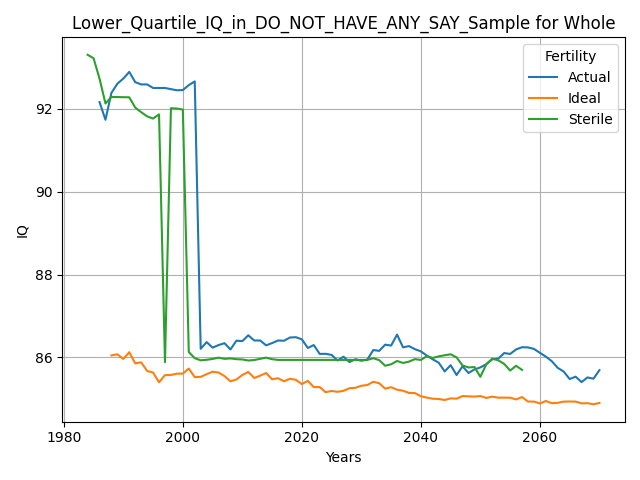 Lower_Quartile_IQ_in_DO_NOT_HAVE_ANY_SAY_Sample for Whole
Fertility
Actual
Ideal
Sterile
IQ
92
90
88
86
1980
2000
2020
2040
2060
Years